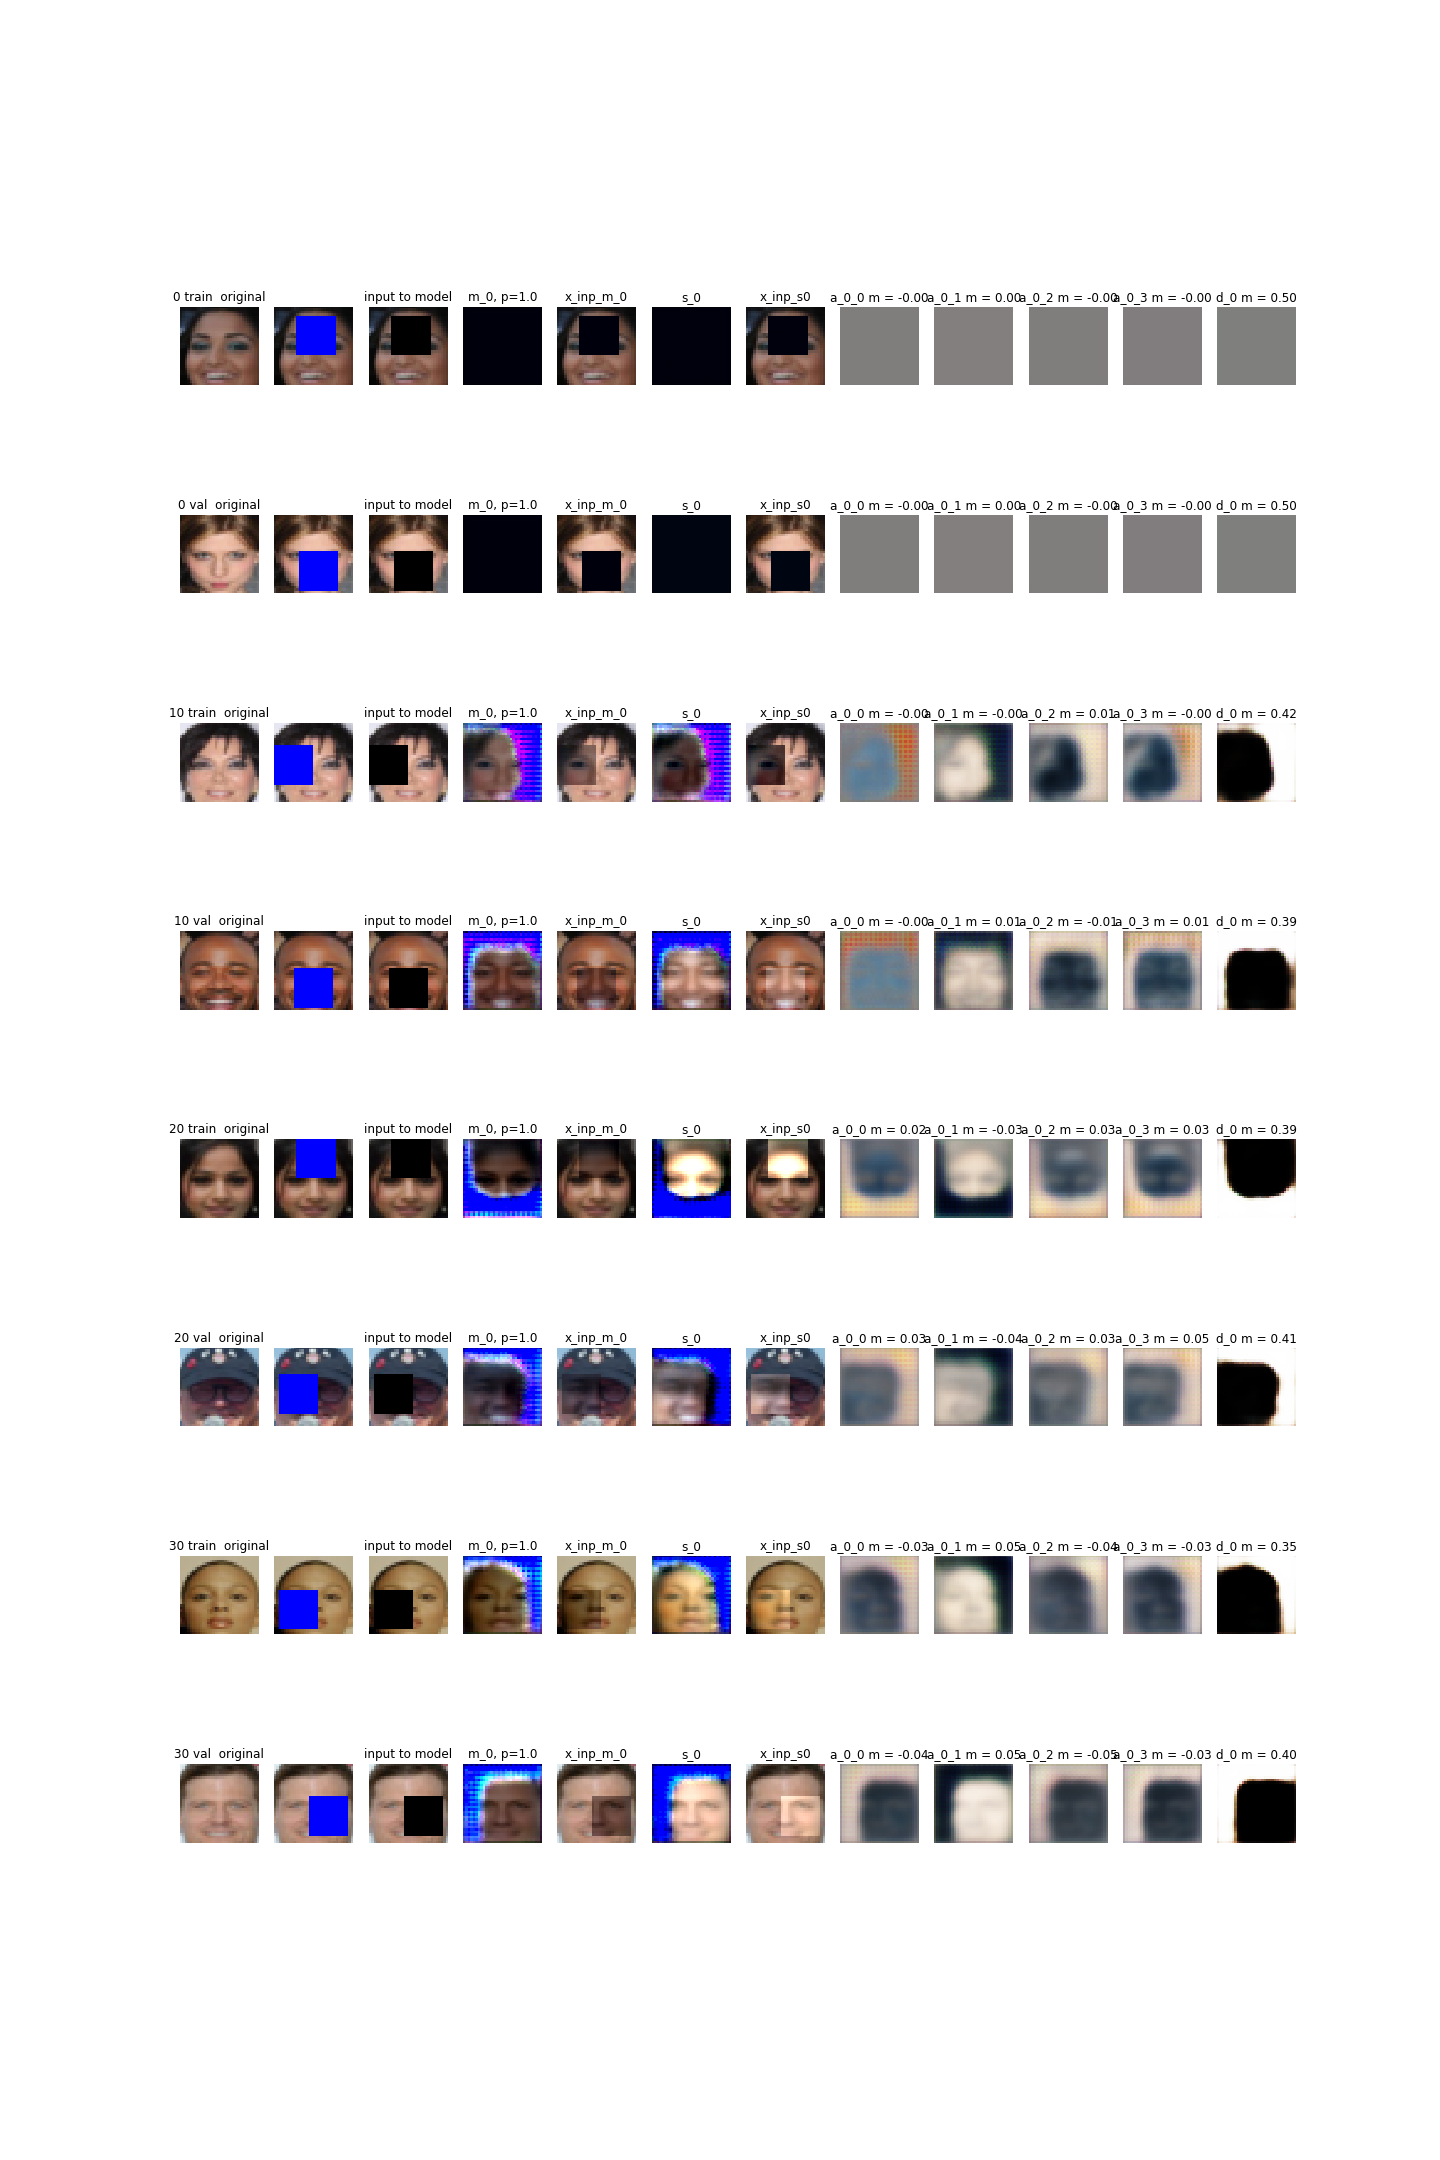 0 train  original input to model m_0, p=1.0 x_inp_m_0 s_0 x_inp_s0 a_0_0 m = -0.00 a_0_1 m = 0.00 a_0_2 m = -0.00 a_0_3 m = -0.00 d_0 m = 0.50
0 val  original input to model m_0, p=1.0 x_inp_m_0 s_0 x_inp_s0 a_0_0 m = -0.00 a_0_1 m = 0.00 a_0_2 m = -0.00 a_0_3 m = -0.00 d_0 m = 0.50
10 train  original input to model m_0, p=1.0 x_inp_m_0 s_0 x_inp_s0 a_0_0 m = -0.00 a_0_1 m = -0.00 a_0_2 m = 0.01 a_0_3 m = -0.00 d_0 m = 0.42
10 val  original input to model m_0, p=1.0 x_inp_m_0 s_0 x_inp_s0 a_0_0 m = -0.00 a_0_1 m = 0.01 a_0_2 m = -0.01 a_0_3 m = 0.01 d_0 m = 0.39
20 train  original input to model m_0, p=1.0 x_inp_m_0 s_0 x_inp_s0 a_0_0 m = 0.02 a_0_1 m = -0.03 a_0_2 m = 0.03 a_0_3 m = 0.03 d_0 m = 0.39
20 val  original input to model m_0, p=1.0 x_inp_m_0 s_0 x_inp_s0 a_0_0 m = 0.03 a_0_1 m = -0.04 a_0_2 m = 0.03 a_0_3 m = 0.05 d_0 m = 0.41
30 train  original input to model m_0, p=1.0 x_inp_m_0 s_0 x_inp_s0 a_0_0 m = -0.03 a_0_1 m = 0.05 a_0_2 m = -0.04 a_0_3 m = -0.03 d_0 m = 0.35
30 val  original input to model m_0, p=1.0 x_inp_m_0 s_0 x_inp_s0 a_0_0 m = -0.04 a_0_1 m = 0.05 a_0_2 m = -0.05 a_0_3 m = -0.03 d_0 m = 0.40